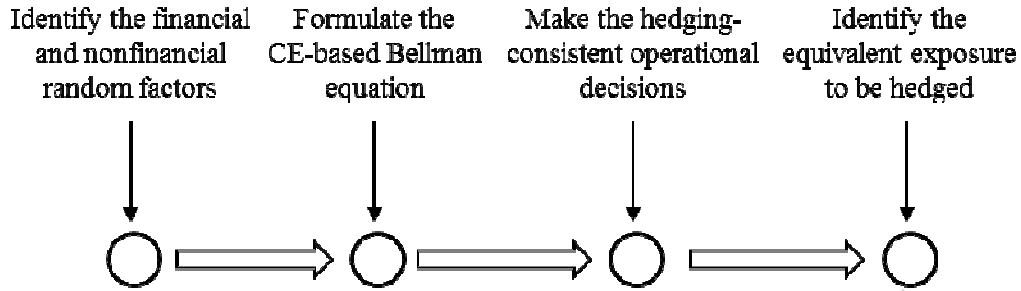 Identify the financial
and nonfinancial
random factors
Formulate the
CE-based Bellman
equation
Make the hedging-
consistent operational
decisions
Identify the
equivalent exposure
to be hedged